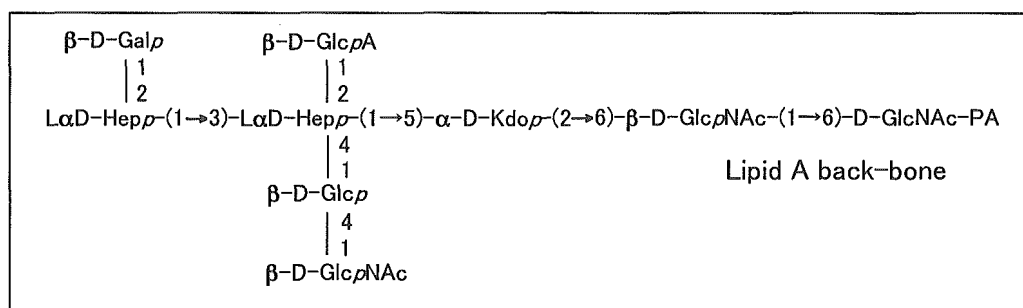 β-D-Galp β-D-GlcpA
1 1
2 2
LαD-Hepp-(1→3)-LαD-Hepp-(1→5)-α-D-Kdop-(2→6)-β-D-GlcpNAc-(1→6)-D-GlcNAc-PA
4
1
Lipid A back-bone
β-D-Glcp
4
1
β-D-GlcpNAc